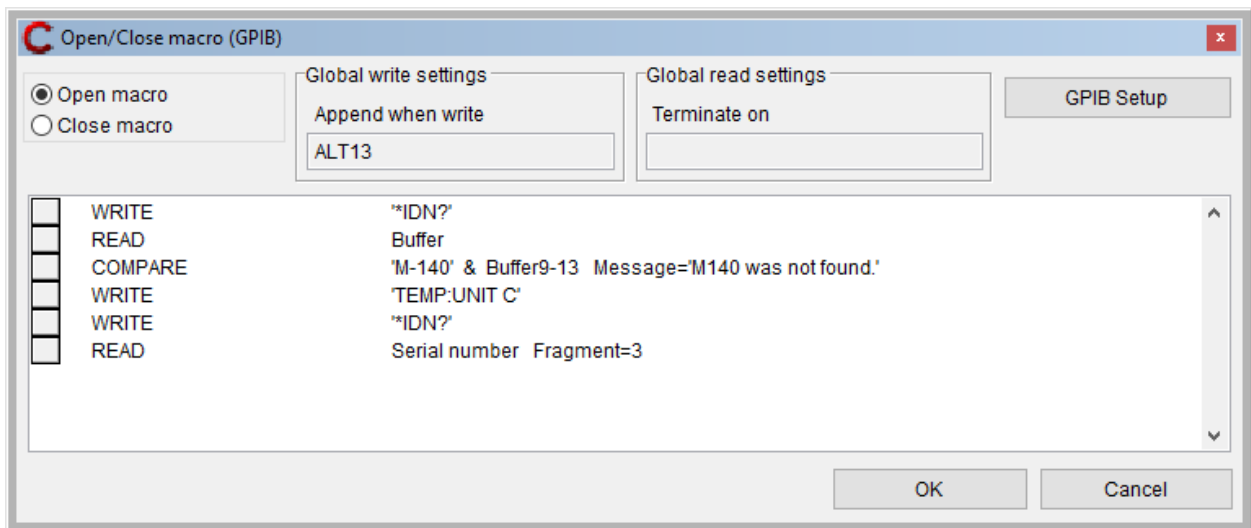 Open/Close macro (GPIB)
x
Open macro
Close macro
Global write settings
Append when write
ALT13
Global read settings
Terminate on
GPIB Setup
WRITE '*IDN?'
READ Buffer
COMPARE 'M-140' & Buffer9-13 Message='M140 was not found.'
WRITE 'TEMP:UNIT C'
WRITE '*IDN?'
READ Serial number Fragment=3
OK Cancel